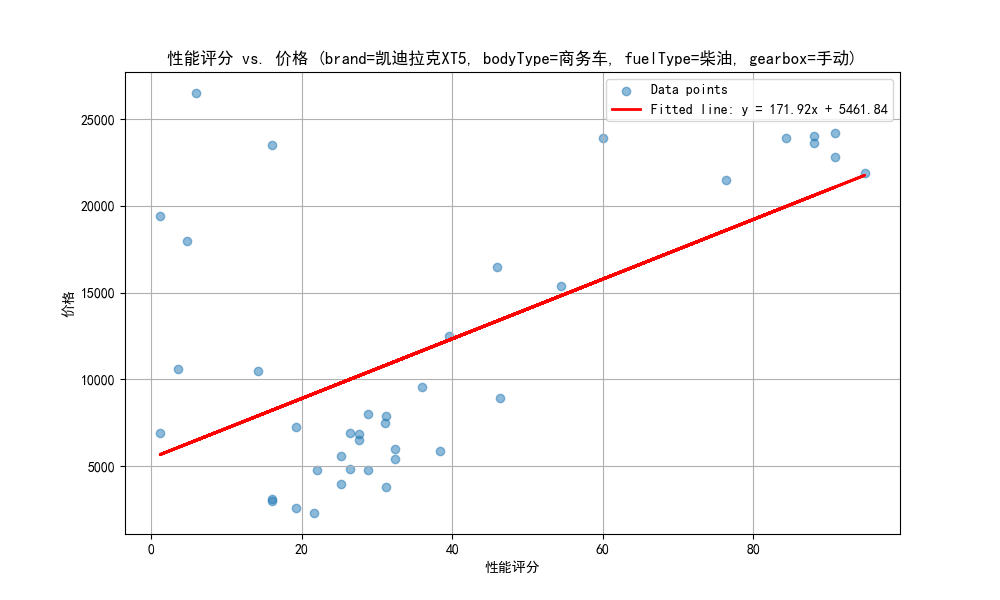 性能评分 vs. 价格 (brand=凯迪拉克XT5, bodyType=商务车, fuelType=柴油, gearbox=手动)
Data points
Fitted line: y = 171.92x + 5461.84
25000
20000
15000
10000
5000
价格
0 20 40 60 80
性能评分